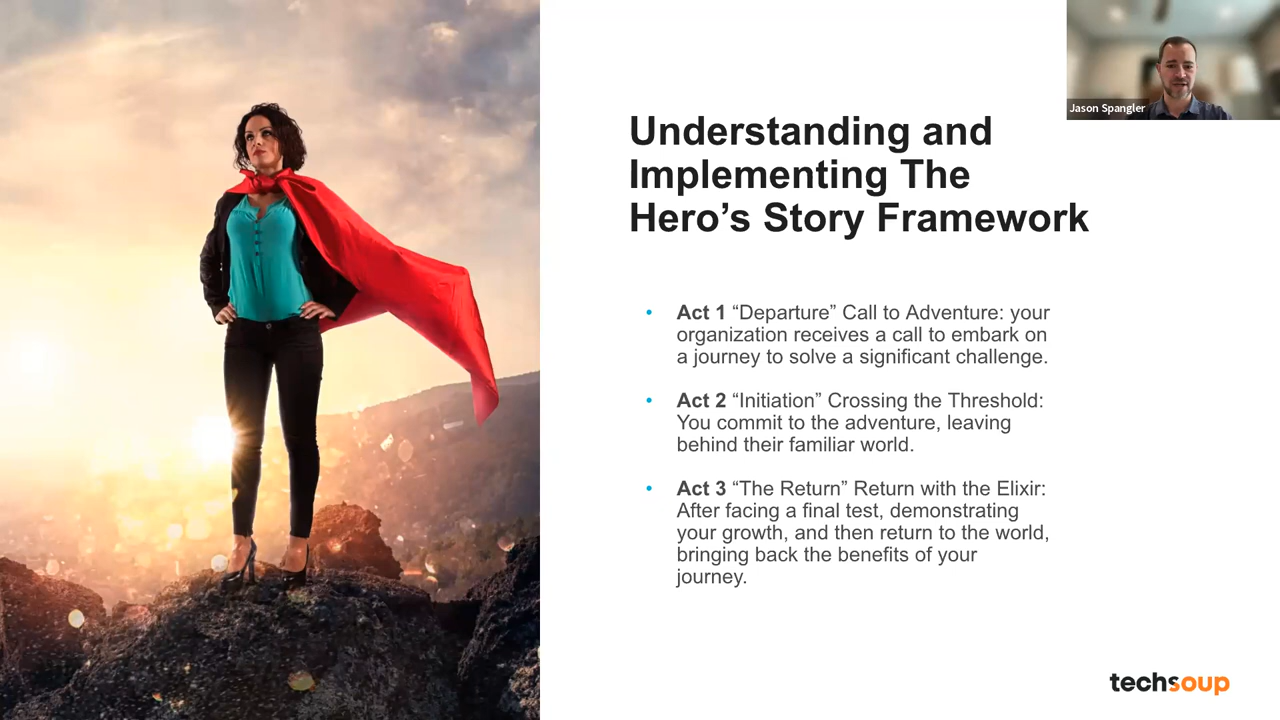 Jason Spangler
Understanding and
Implementing The
Hero’s Story Framework
• Act 1 “Departure” Call to Adventure: your
organization receives a call to embark on
a journey to solve a significant challenge.
• Act 2 “Initiation” Crossing the Threshold:
You commit to the adventure, leaving
behind their familiar world.
• Act 3 “The Return” Return with the Elixir:
After facing a final test, demonstrating
your growth, and then return to the world,
bringing back the benefits of your
journey.
techsoup